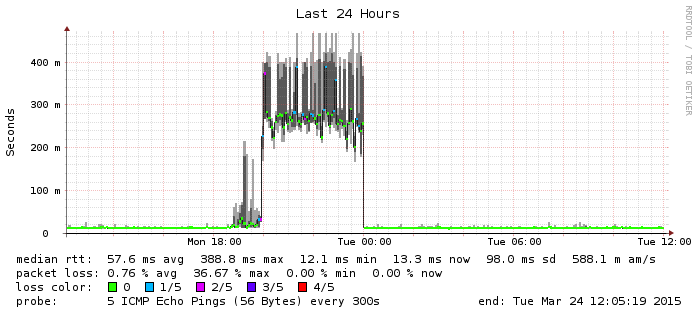 Last 24 Hours
RRDTOOL / TOBI OETIKER
Seconds
400 m
300 m
200 m
100 m
0
Mon 18:00 Tue 00:00 Tue 06:00 Tue 12:00
median rtt: 57.6 ms avg 388.8 ms max 12.1 ms min 13.3 ms now 98.0 ms sd 588.1 m am/s
packet loss: 0.76 % avg 36.67 % max 0.00 % min 0.00 % now
loss color: 0 1/5 2/5 3/5 4/5
probe: 5 ICMP Echo Pings (56 Bytes) every 300s end: Tue Mar 24 12:05:19 2015